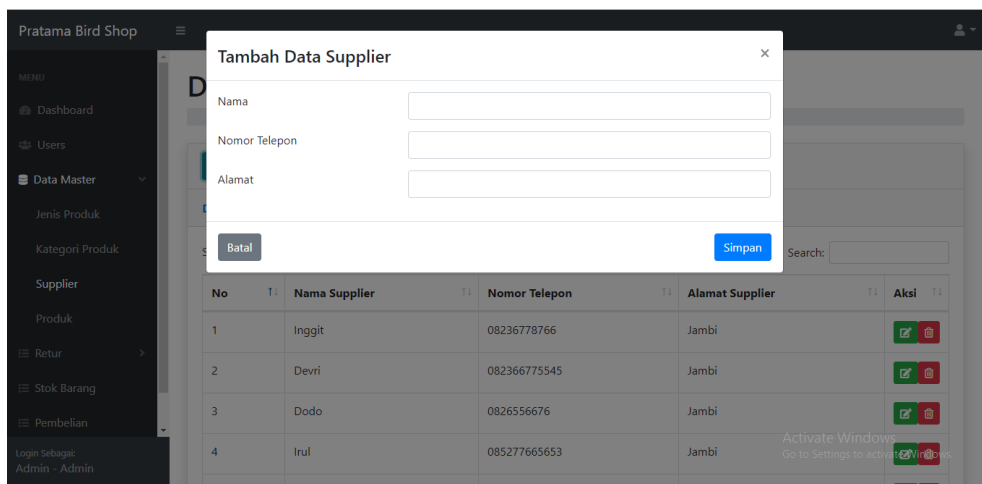 Pratama Bird Shop
Tambah Data Supplier ×
MENU
Dashboard
Users
Data Master
Jenis Produk
Kategori Produk
Supplier
Produk
Retur
Stok Barang
Pembelian
Login Sebagai:
Admin - Admin
D
Nama
Nomor Telepon
Alamat
Batal Simpan
S Search:
No Nama Supplier Nomor Telepon Alamat Supplier Aksi
1 Inggit 08236778766 Jambi
2 Devri 082366775545 Jambi
3 Dodo 0826556676 Jambi
4 Irul 085277665653 Jambi
Activate Windows
Go to Settings to activate Windows.